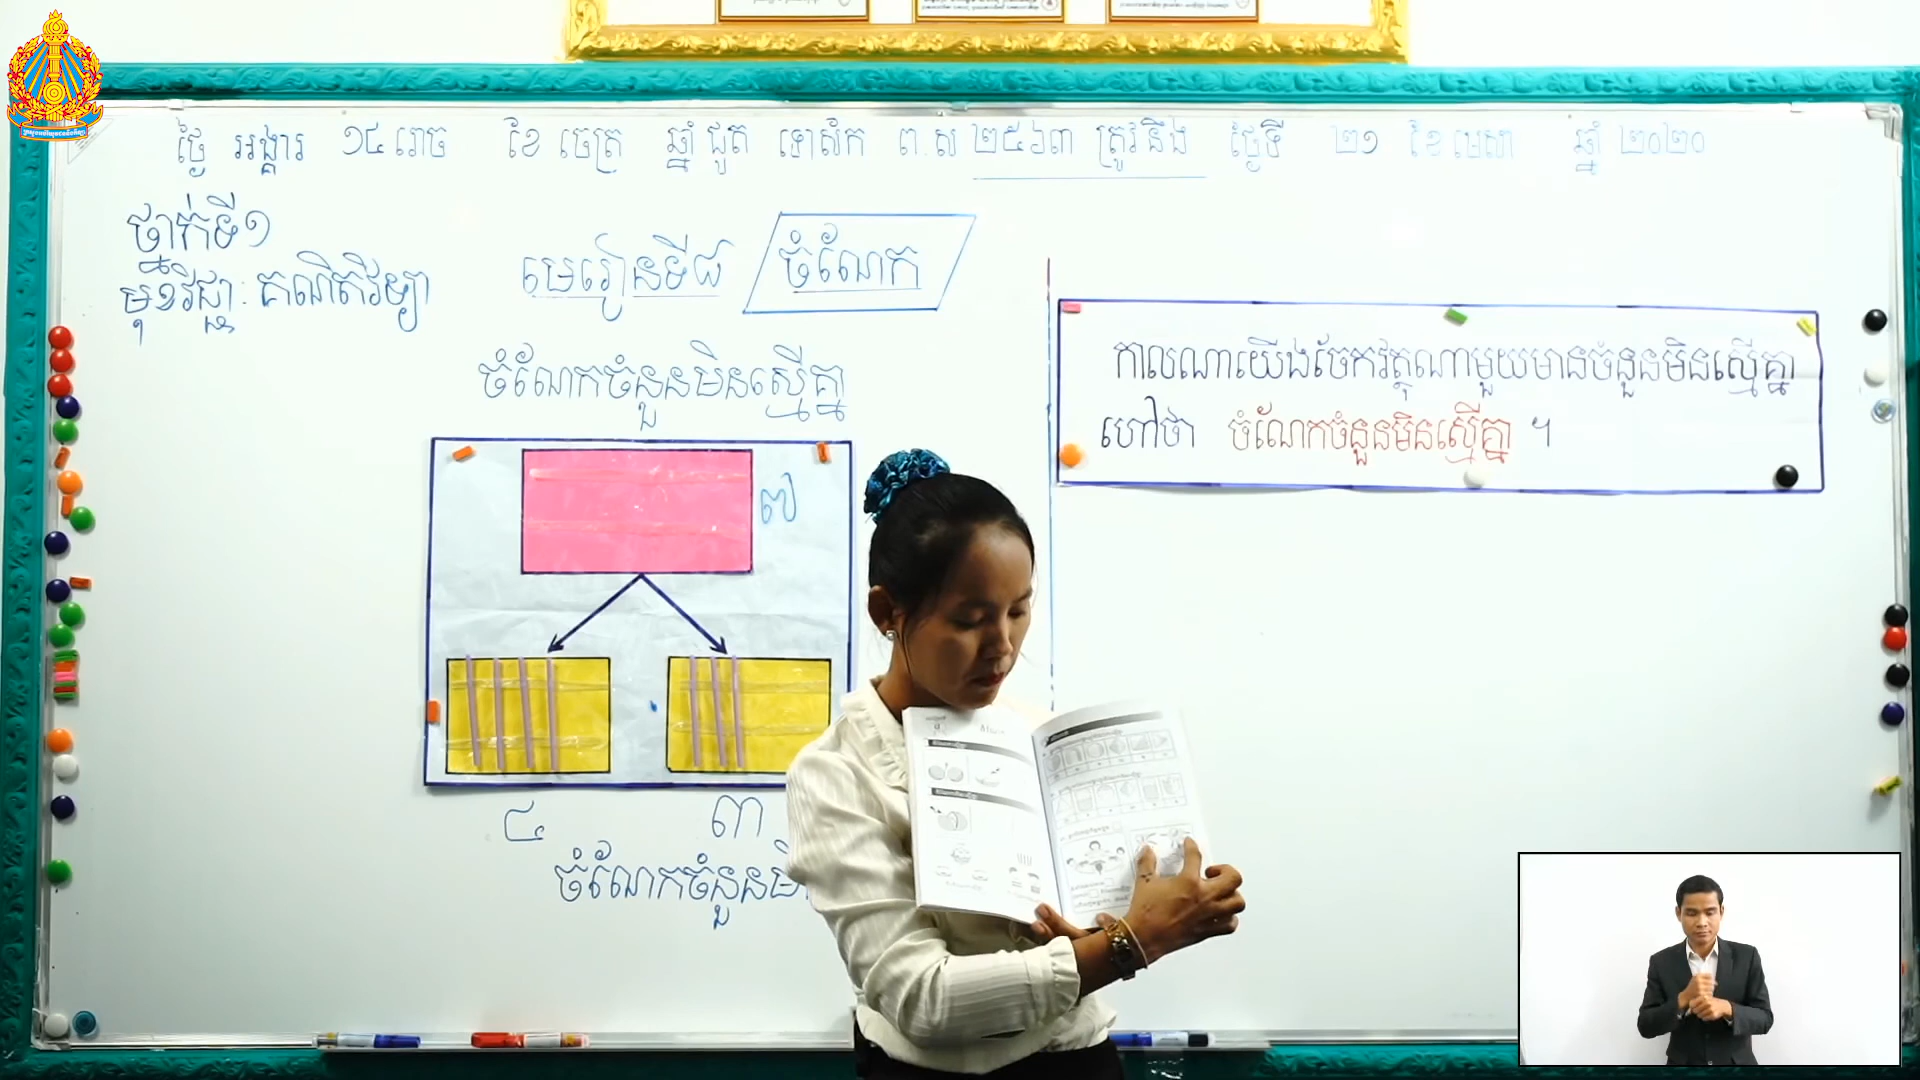 ថ្ងៃ អង្គារ ១៤ រោច ខែ ចេត្រ ឆ្នាំ ជូត ទោស័ក ព.ស ២៥៦៣ ត្រូវនឹង ថ្ងៃទី ២១ ខែ មេសា ឆ្នាំ ២០២០
ថ្នាក់ទី១
មុខវិជ្ជា: គណិតវិទ្យា
មេរៀនទី៨ ចំណែក
ចំណែកចំនួនមិនស្មើគ្នា
៧
៤ ៣
ចំណែកចំនួនមិ
កាលណាយើងចែកវត្ថុណាមួយមានចំនួនមិនស្មើគ្នា
ហៅថា ចំណែកចំនួនមិនស្មើគ្នា ។